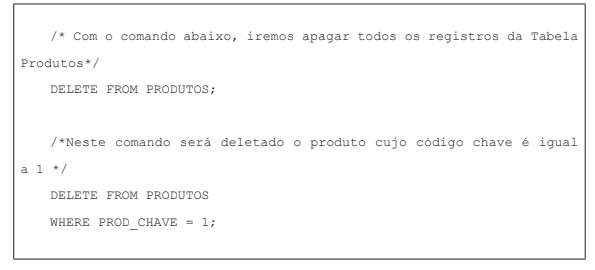 /* Com o comando abaixo, iremos apagar todos os registros da Tabela
Produtos*/
DELETE FROM PRODUTOS;
/*Neste comando será deletado o produto cujo código chave é igual
a 1 */
DELETE FROM PRODUTOS
WHERE PROD_CHAVE = 1;